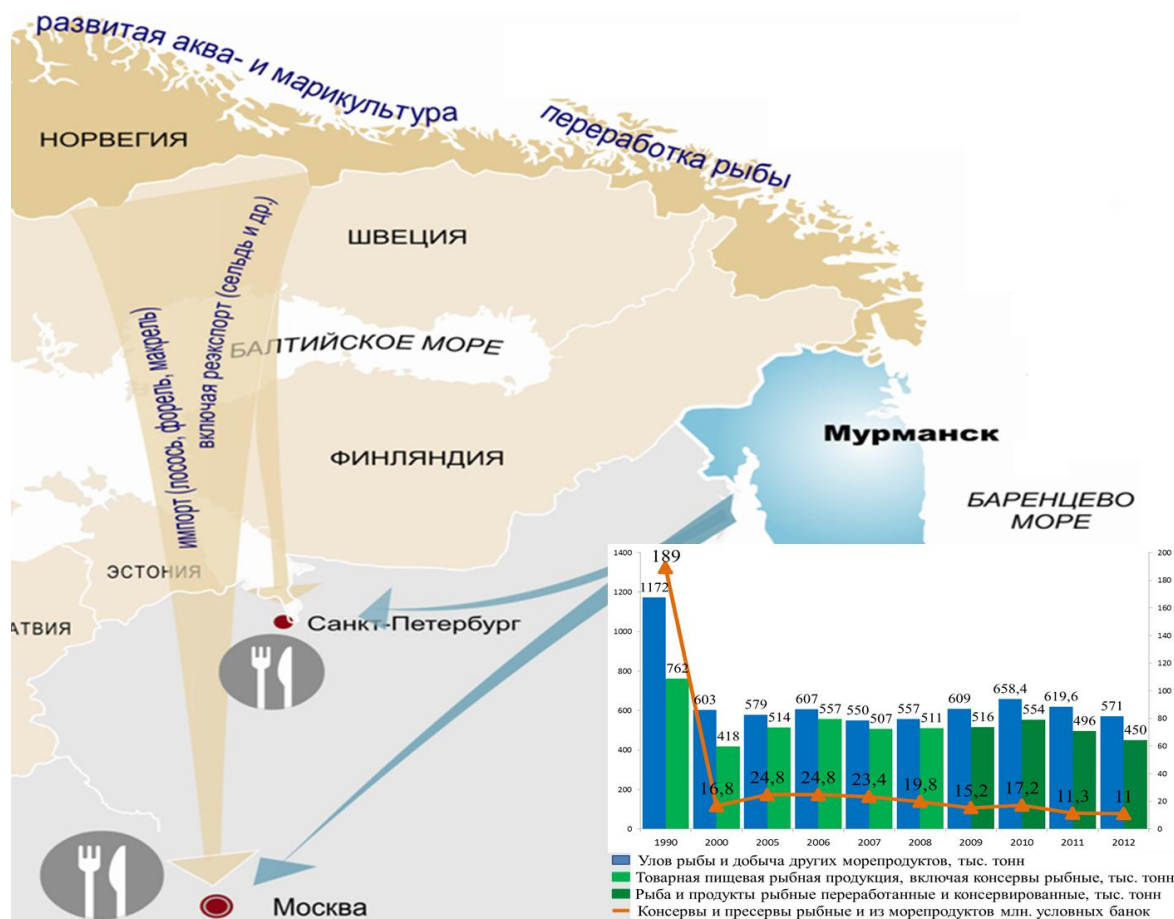 развитая аква- и марикультура
переработка рыбы
НОРВЕГИЯ
ШВЕЦИЯ
импорт (лосось, форель, макрель)
включая реэкспорт (сельдь и др.)
БАЛТИЙСКОЕ МОРЕ
ФИНЛЯНДИЯ
Мурманск
БАРЕНЦЕВО
МОРЕ
ЭСТОНИЯ
АТВИЯ
Санкт-Петербург
Москва
1400
1200
1000
800
600
400
200
0
200
180
160
140
120
100
80
60
40
20
0
189
1172
762
603
418
579
514
607
557
550
507
557
511
609
516
658,4
554
619,6
496
571
450
16,8
24,8
24,8
23,4
19,8
15,2
17,2
11,3
11
1990 2000 2005 2006 2007 2008 2009 2010 2011 2012
Улов рыбы и добыча других морепродуктов, тыс. тонн
Товарная пищевая рыбная продукция, включая консервы рыбные, тыс. тонн
Рыба и продукты рыбные переработанные и консервированные, тыс. тонн
Консервы и пресервы рыбные и из морепродуктов млн. условных банок